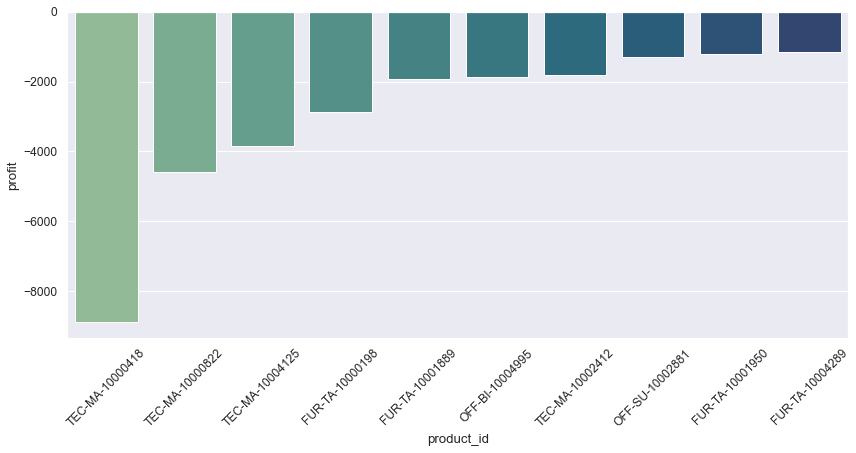 0
−2000
−4000
−6000
−8000
profit
TEC-MA-10000418
TEC-MA-10000822
TEC-MA-10004125
FUR-TA-10000198
FUR-TA-10001889
OFF-BI-10004995
TEC-MA-10002412
OFF-SU-10002881
FUR-TA-10001950
FUR-TA-10004289
product_id